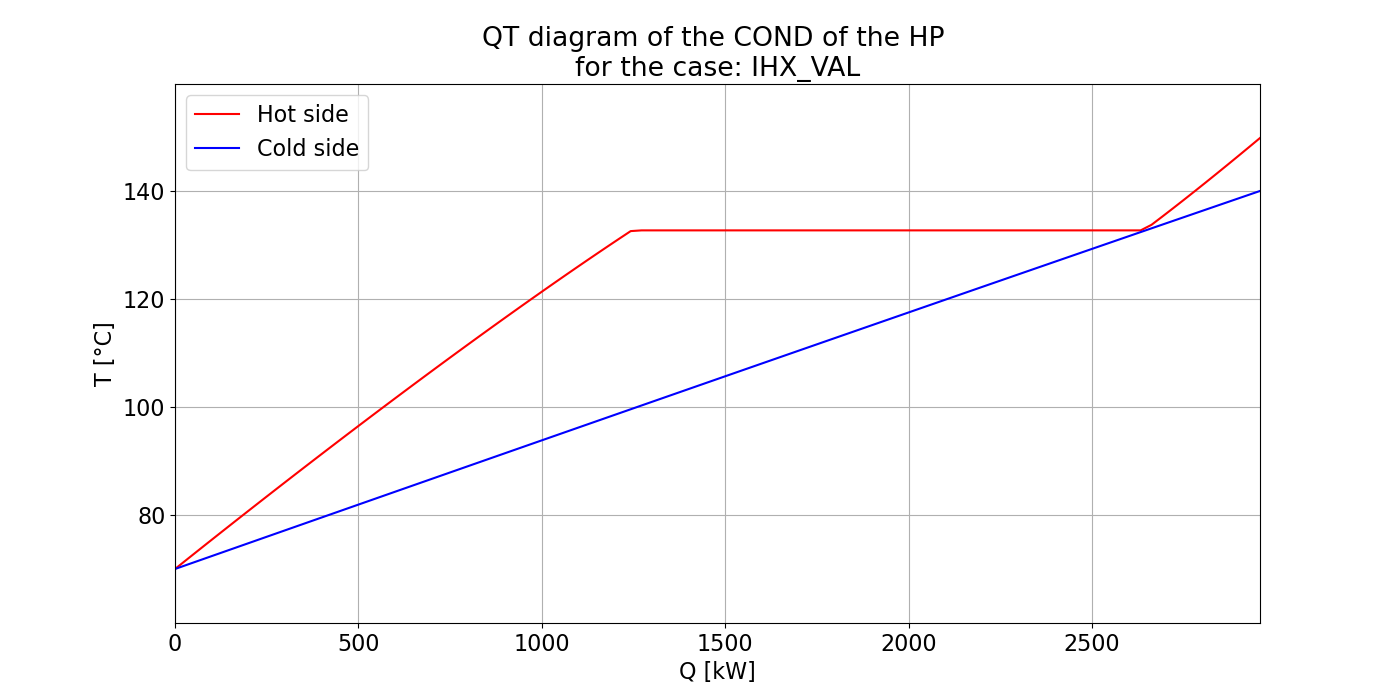 QT diagram of the COND of the HP
for the case: IHX_VAL
Hot side
Cold side
140
120
100
80
T [°C]
0 500 1000 1500 2000 2500
Q [kW]